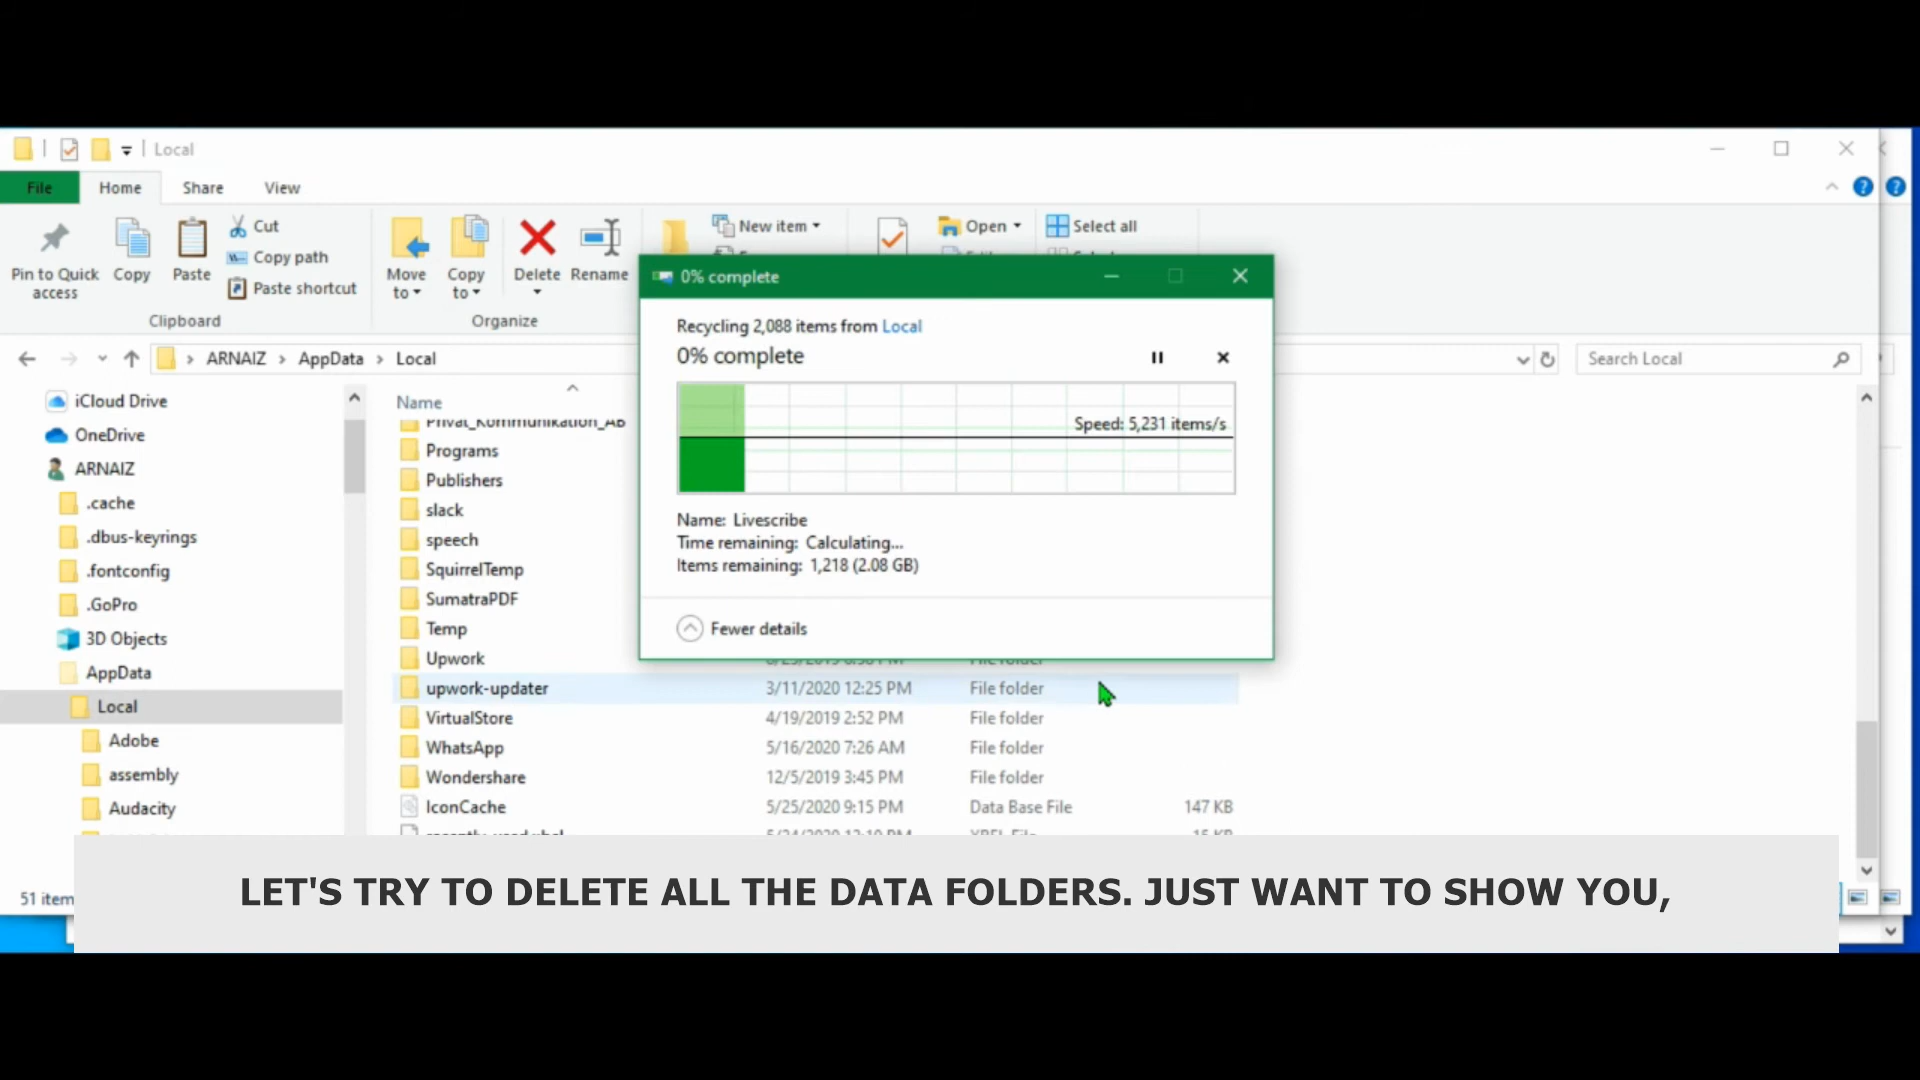 Local
File Home Share View
Pin to Quick access
Copy
Paste
Cut
Copy path
Paste shortcut
Clipboard
Move to
Copy to
Delete
Rename
Organize
New item
Open
Select all
ARNAIZ > AppData > Local
Search Local
iCloud Drive
OneDrive
ARNAIZ
.cache
.dbus-keyrings
.fontconfig
.GoPro
3D Objects
AppData
Local
Adobe
assembly
Audacity
Name
Privat_Kommunikation_AB
Programs
Publishers
slack
speech
SquirrelTemp
SumatraPDF
Temp
Upwork
upwork-updater 3/11/2020 12:25 PM File folder
VirtualStore 4/19/2019 2:52 PM File folder
WhatsApp 5/16/2020 7:26 AM File folder
Wondershare 12/5/2019 3:45 PM File folder
IconCache 5/25/2020 9:15 PM Data Base File 147 KB
0% complete
Recycling 2,088 items from Local
0% complete
Speed: 5,231 items/s
Name: Livescribe
Time remaining: Calculating...
Items remaining: 1,218 (2.08 GB)
Fewer details
51 item
LET'S TRY TO DELETE ALL THE DATA FOLDERS. JUST WANT TO SHOW YOU,